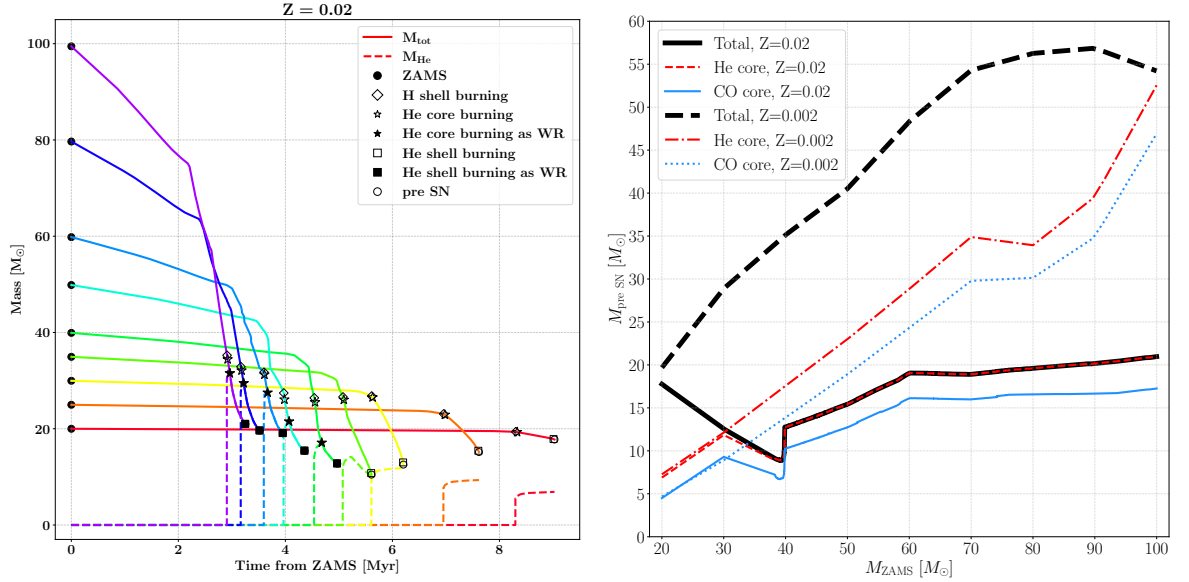 Z = 0.02
100
80
60
40
20
0
Mass [M⊙]
0
2
4
6
8
Time from ZAMS [Myr]
M_tot
M_He
ZAMS
H shell burning
He core burning
He core burning as WR
He shell burning
He shell burning as WR
pre SN
60
55
50
45
40
35
30
25
20
15
10
5
0
M_pre SN [M⊙]
20
30
40
50
60
70
80
90
100
M_ZAMS [M⊙]
Total, Z=0.02
He core, Z=0.02
CO core, Z=0.02
Total, Z=0.002
He core, Z=0.002
CO core, Z=0.002